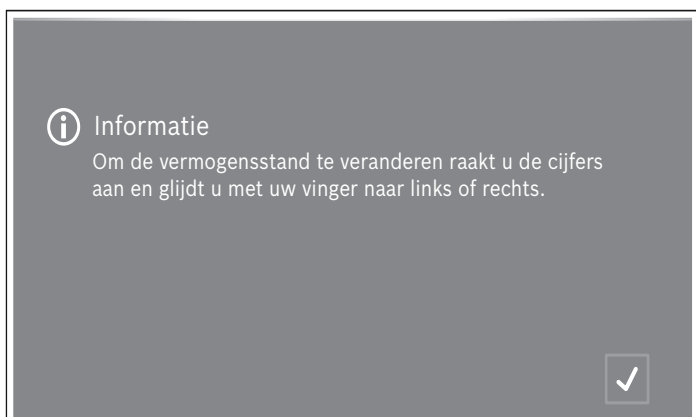 Informatie
Om de vermogensstand te veranderen raakt u de cijfers
aan en glijdt u met uw vinger naar links of rechts.